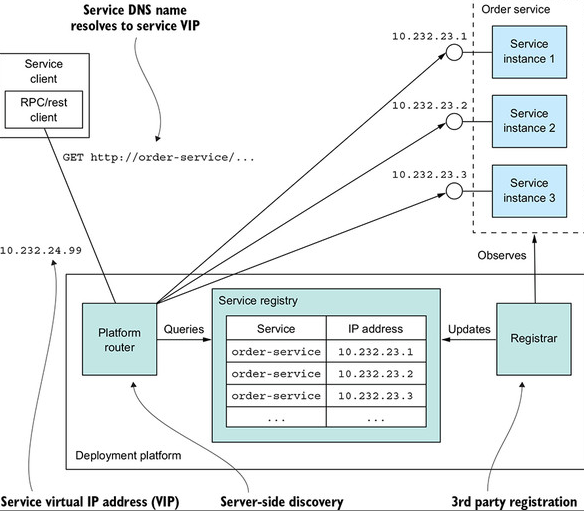 Service DNS name
resolves to service VIP
Order service
10.232.23.1
Service
instance 1
Service
client
RPC/rest
client
10.232.23.2
Service
instance 2
GET http://order-service/...
10.232.23.3
Service
instance 3
10.232.24.99
Observes
Service registry
Platform
router
Queries
Service IP address
order-service 10.232.23.1
order-service 10.232.23.2
order-service 10.232.23.3
... ...
Updates
Registrar
Deployment platform
Service virtual IP address (VIP)
Server-side discovery
3rd party registration